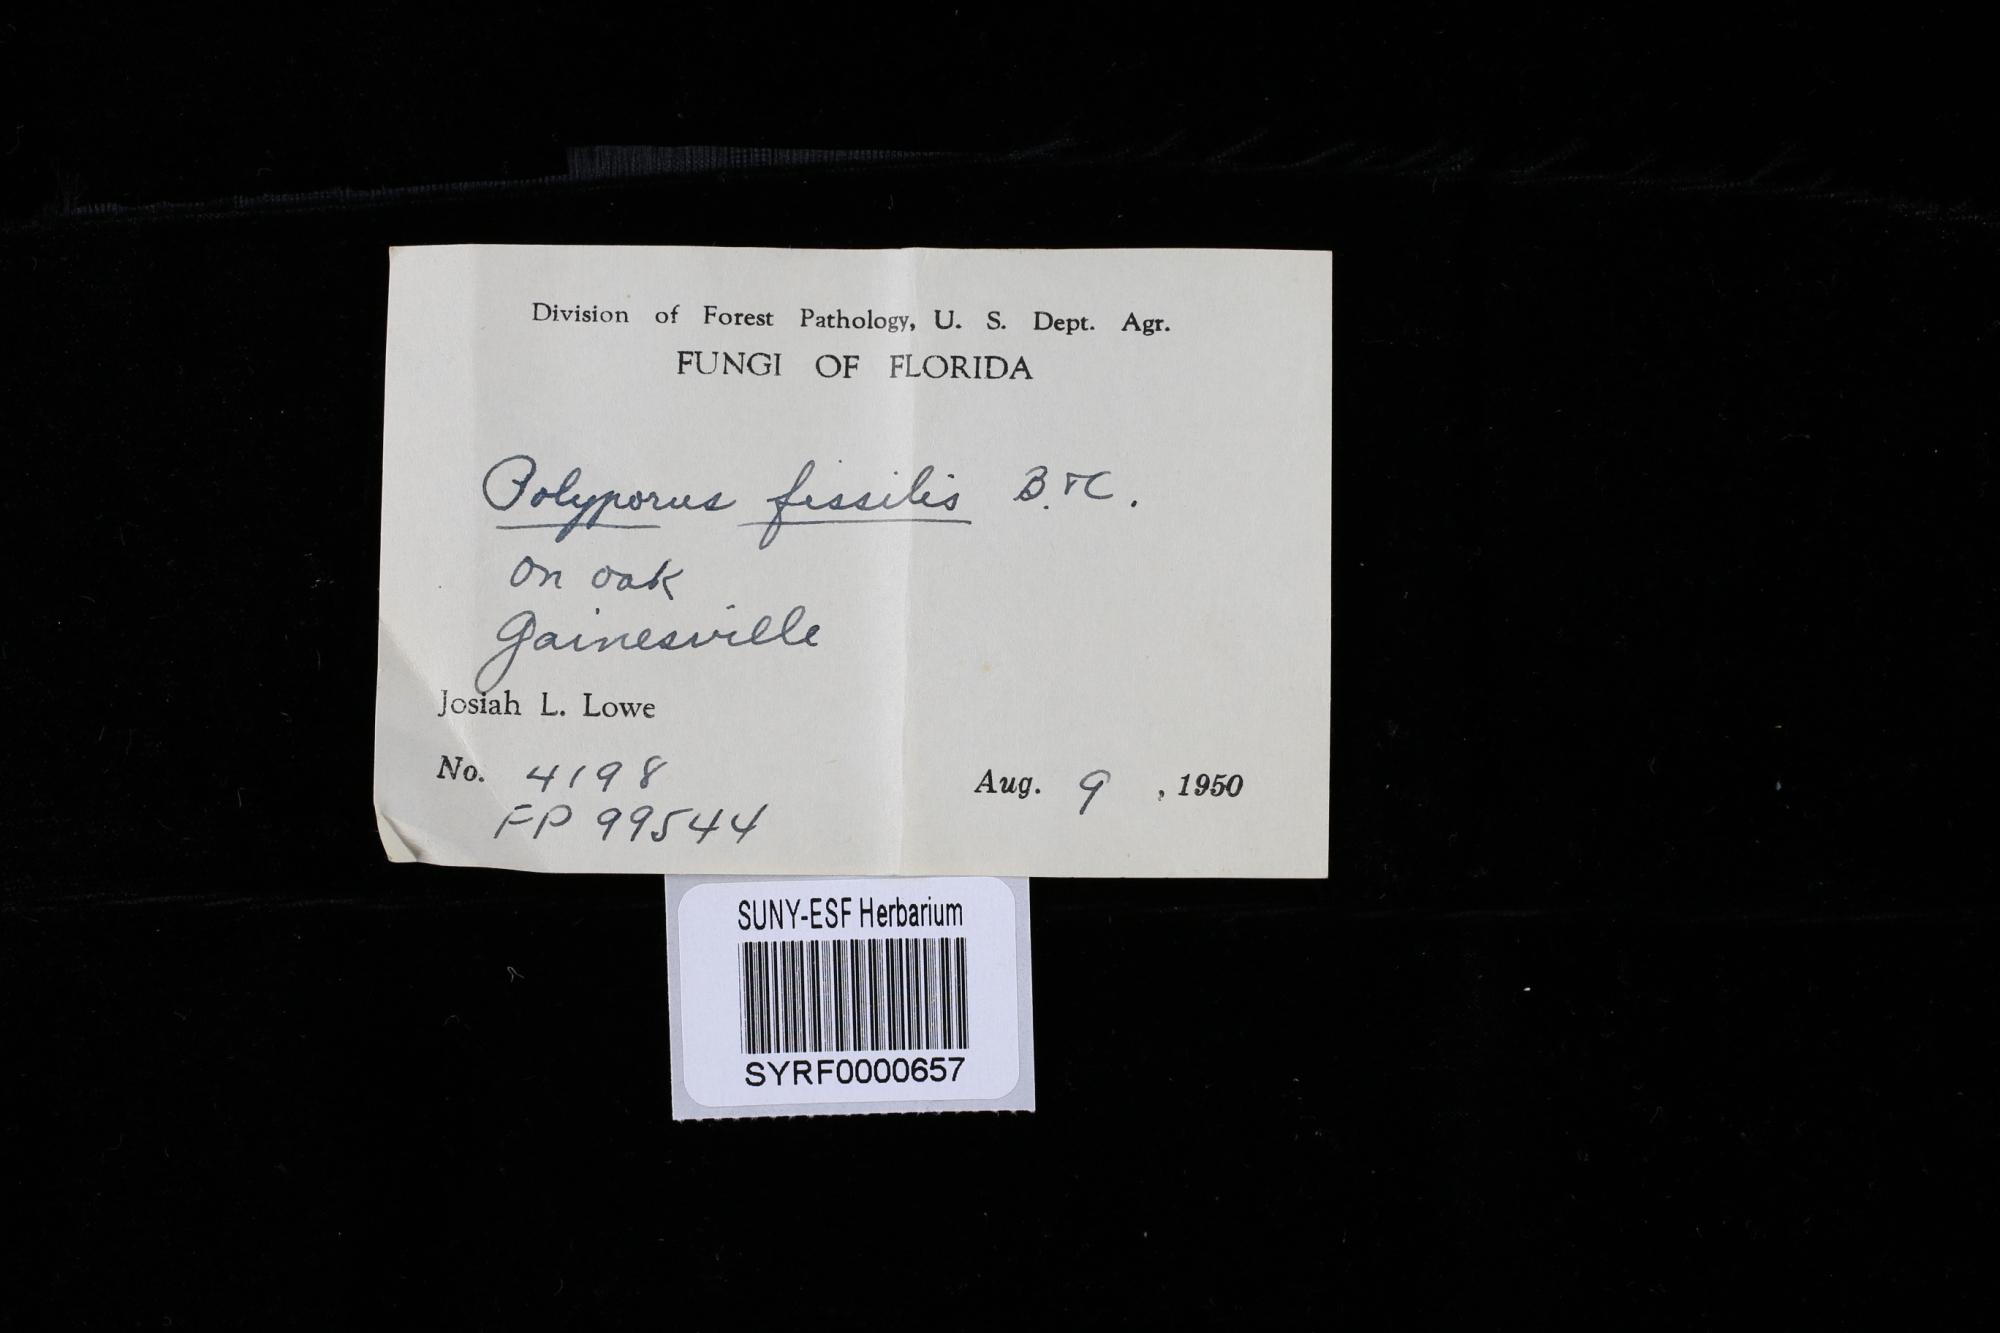 Division of Forest Pathology, U. S. Dept. Agr.
FUNGI OF FLORIDA
Polyporus fissilis B. & C.
on oak
Gainesville
Josiah L. Lowe
No. 4198
Aug. 9, 1950
FP 99544
SUNY-ESF Herbarium
SYRF0000657